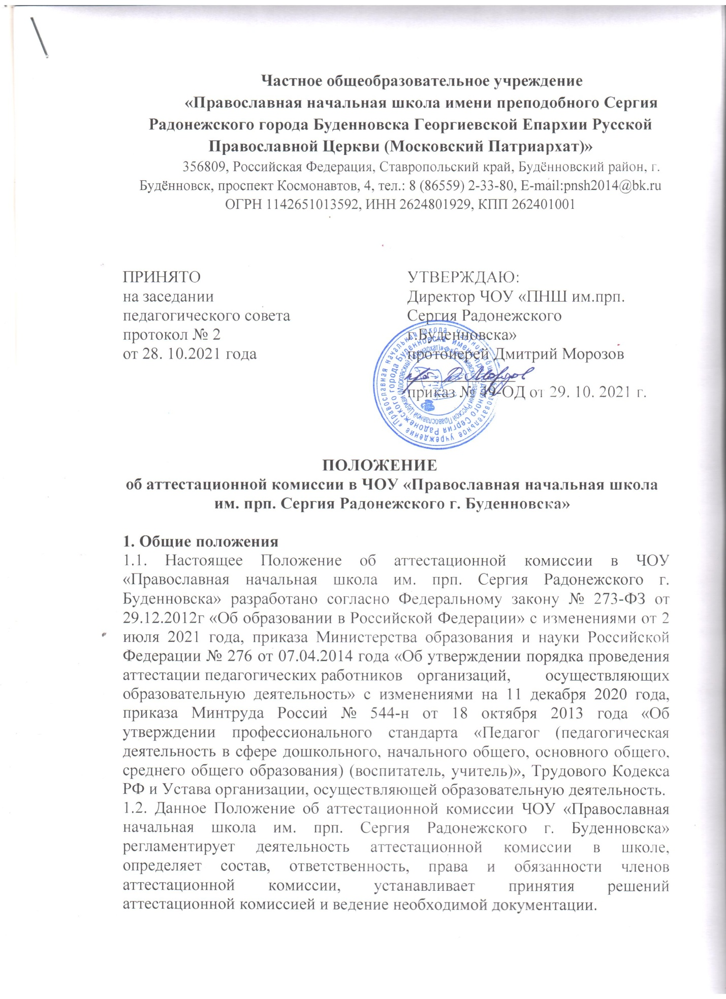 Частное общеобразовательное учреждение
«Православная начальная школа имени преподобного Сергия
Радонежского города Буденновска Георгиевской Епархии Русской
Православной Церкви (Московский Патриархат)»
356809, Российская Федерация, Ставропольский край, Будённовский район, г.
Будённовск, проспект Космонавтов, 4, тел.: 8 (86559) 2-33-80, E-mail:pnsh2014@bk.ru
ОГРН 1142651013592, ИНН 2624801929, КПП 262401001
ПРИНЯТО
на заседании
педагогического совета
протокол № 2
от 28. 10.2021 года
УТВЕРЖДАЮ:
Директор ЧОУ «ПНШ им.прп.
Сергия Радонежского
г.Буденновска»
протоиерей Дмитрий Морозов
прот. Д. Морозов
приказ № 49-ОД от 29. 10. 2021 г.
ПОЛОЖЕНИЕ
об аттестационной комиссии в ЧОУ «Православная начальная школа
им. прп. Сергия Радонежского г. Буденновска»
1. Общие положения
1.1. Настоящее Положение об аттестационной комиссии в ЧОУ
«Православная начальная школа им. прп. Сергия Радонежского г.
Буденновска» разработано согласно Федеральному закону № 273-ФЗ от
29.12.2012г «Об образовании в Российской Федерации» с изменениями от 2
июля 2021 года, приказа Министерства образования и науки Российской
Федерации № 276 от 07.04.2014 года «Об утверждении порядка проведения
аттестации педагогических работников организаций, осуществляющих
образовательную деятельность» с изменениями на 11 декабря 2020 года,
приказа Минтруда России № 544-н от 18 октября 2013 года «Об
утверждении профессионального стандарта «Педагог (педагогическая
деятельность в сфере дошкольного, начального общего, основного общего,
среднего общего образования) (воспитатель, учитель)», Трудового Кодекса
РФ и Устава организации, осуществляющей образовательную деятельность.
1.2. Данное Положение об аттестационной комиссии ЧОУ «Православная
начальная школа им. прп. Сергия Радонежского г. Буденновска»
регламентирует деятельность аттестационной комиссии в школе,
определяет состав, ответственность, права и обязанности членов
аттестационной комиссии, устанавливает принятия решений
аттестационной комиссией и ведение необходимой документации.